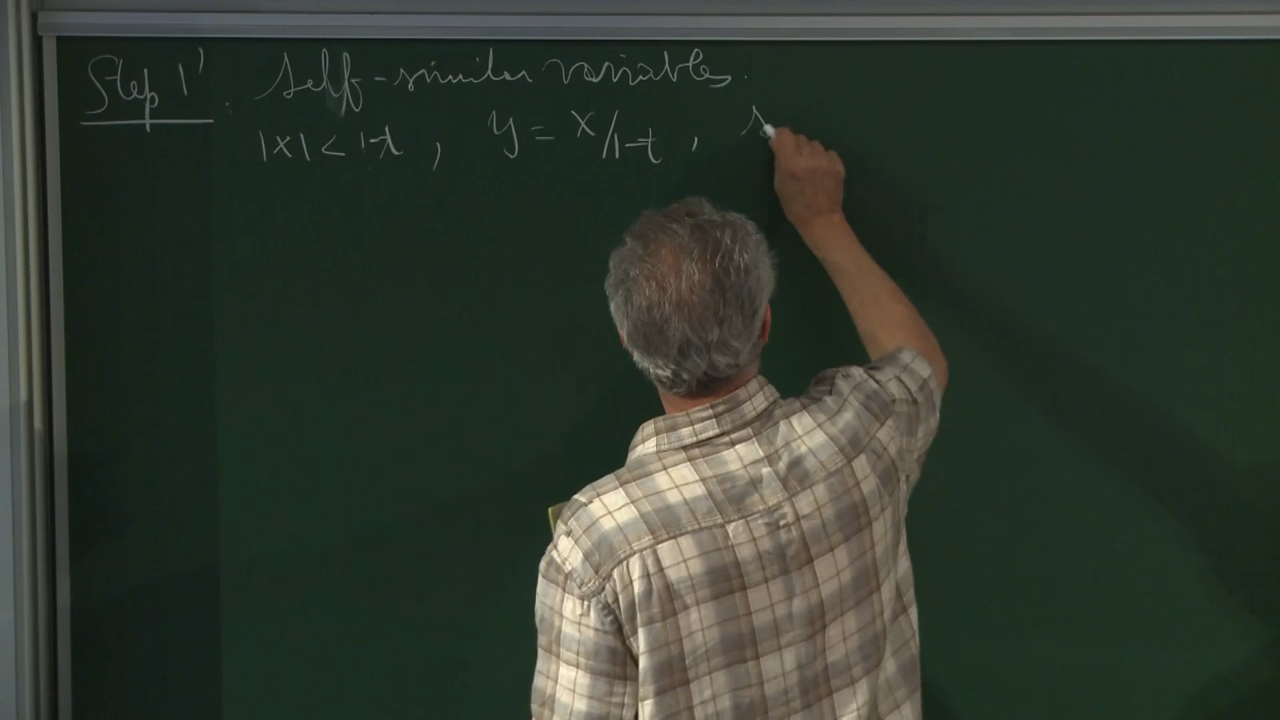 Step 1'. Self-similar variables.
|x| < 1-t, y = x/1-t, s